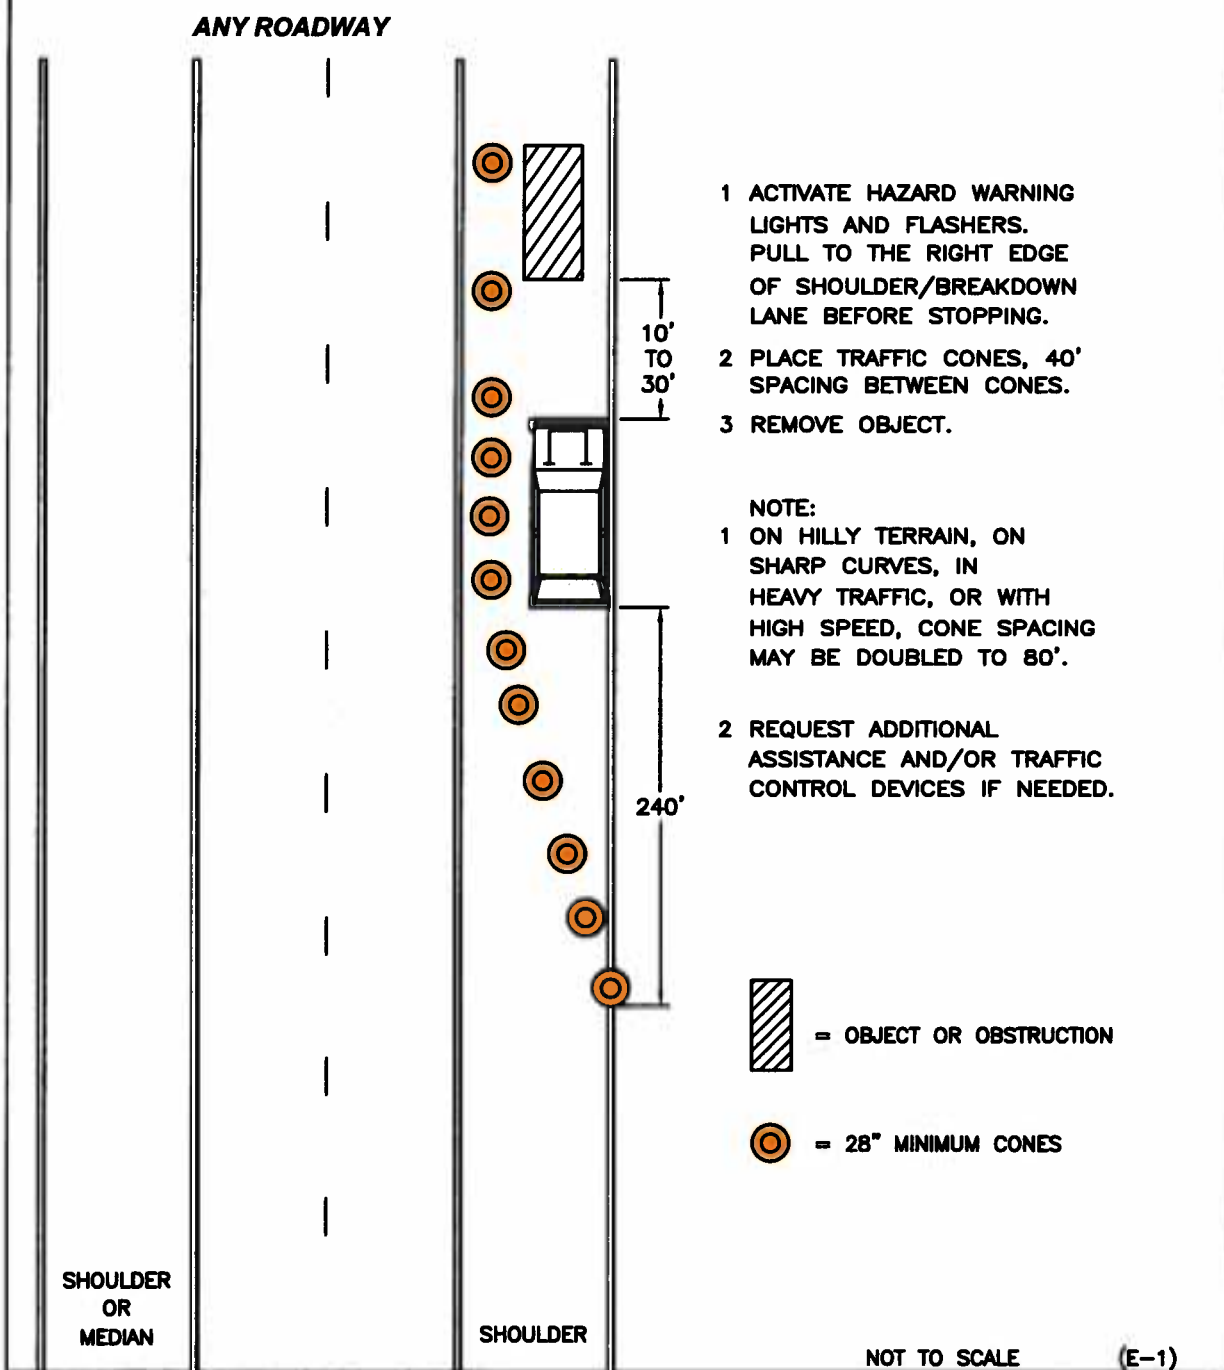 ANY ROADWAY
1 ACTIVATE HAZARD WARNING
LIGHTS AND FLASHERS.
PULL TO THE RIGHT EDGE
OF SHOULDER/BREAKDOWN
LANE BEFORE STOPPING.
2 PLACE TRAFFIC CONES, 40'
SPACING BETWEEN CONES.
3 REMOVE OBJECT.
NOTE:
1 ON HILLY TERRAIN, ON
SHARP CURVES, IN
HEAVY TRAFFIC, OR WITH
HIGH SPEED, CONE SPACING
MAY BE DOUBLED TO 80'.
2 REQUEST ADDITIONAL
ASSISTANCE AND/OR TRAFFIC
CONTROL DEVICES IF NEEDED.
10'
TO
30'
240'
= OBJECT OR OBSTRUCTION
= 28" MINIMUM CONES
SHOULDER
OR
MEDIAN
SHOULDER
NOT TO SCALE (E-1)